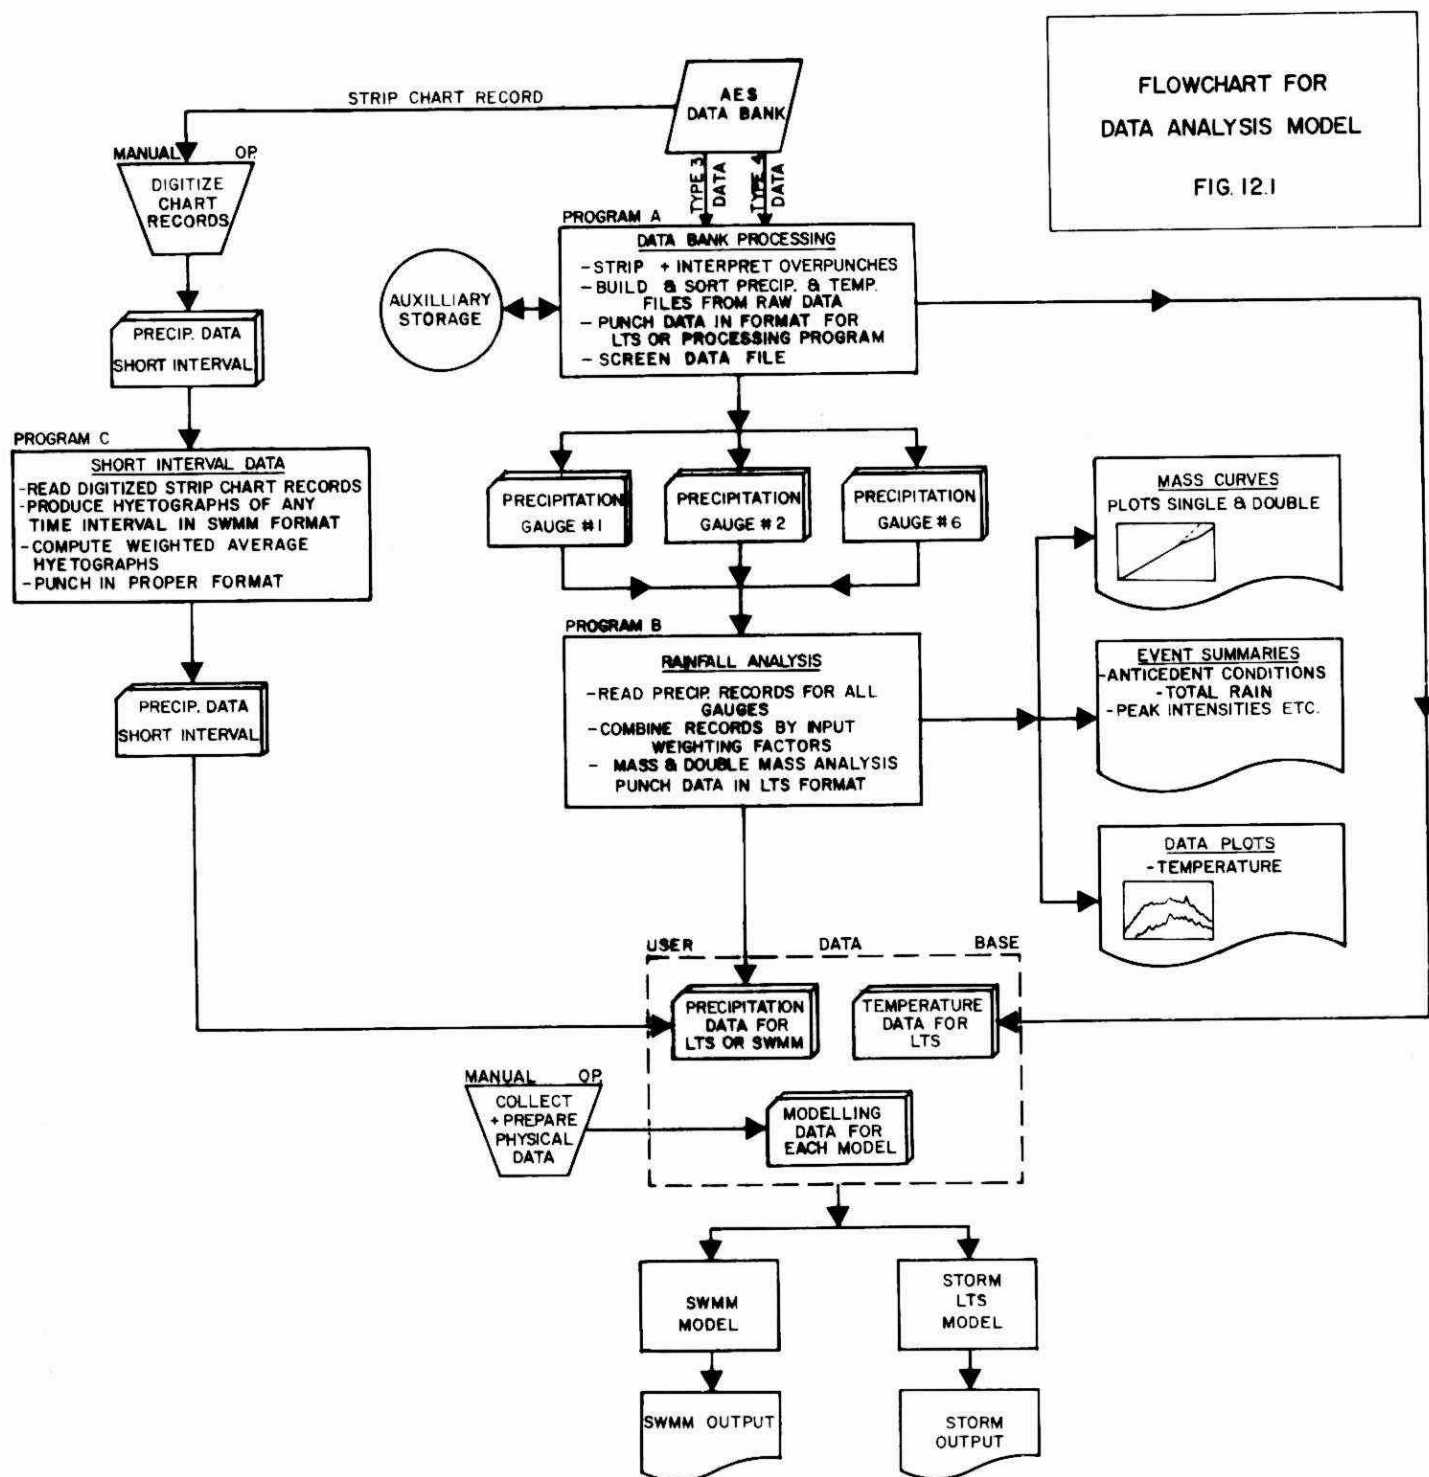 FLOWCHART FOR
DATA ANALYSIS MODEL
FIG. 12.1
AES
DATA BANK
STRIP CHART RECORD
TYPE 3
DATA
TYPE 4
DATA
MANUAL OP.
DIGITIZE
CHART
RECORDS
PRECIP. DATA
SHORT INTERVAL
PROGRAM C
SHORT INTERVAL DATA
-READ DIGITIZED STRIP CHART RECORDS
-PRODUCE HYETOGRAPHS OF ANY
TIME INTERVAL IN SWMM FORMAT
-COMPUTE WEIGHTED AVERAGE
HYETOGRAPHS
-PUNCH IN PROPER FORMAT
PRECIP. DATA
SHORT INTERVAL
AUXILLIARY
STORAGE
PROGRAM A
DATA BANK PROCESSING
-STRIP + INTERPRET OVERPUNCHES
-BUILD & SORT PRECIP. & TEMP.
FILES FROM RAW DATA
-PUNCH DATA IN FORMAT FOR
LTS OR PROCESSING PROGRAM
-SCREEN DATA FILE
PRECIPITATION
GAUGE #1
PRECIPITATION
GAUGE #2
PRECIPITATION
GAUGE #6
PROGRAM B
RAINFALL ANALYSIS
-READ PRECIP. RECORDS FOR ALL
GAUGES
-COMBINE RECORDS BY INPUT
WEIGHTING FACTORS
- MASS & DOUBLE MASS ANALYSIS
PUNCH DATA IN LTS FORMAT
MASS CURVES
PLOTS SINGLE & DOUBLE
EVENT SUMMARIES
-ANTICEDENT CONDITIONS
-TOTAL RAIN
-PEAK INTENSITIES ETC.
DATA PLOTS
-TEMPERATURE
USER DATA BASE
PRECIPITATION
DATA FOR
LTS OR SWMM
TEMPERATURE
DATA FOR
LTS
MANUAL OP.
COLLECT
+ PREPARE
PHYSICAL
DATA
MODELLING
DATA FOR
EACH MODEL
SWMM
MODEL
STORM
LTS
MODEL
SWMM OUTPUT
STORM
OUTPUT